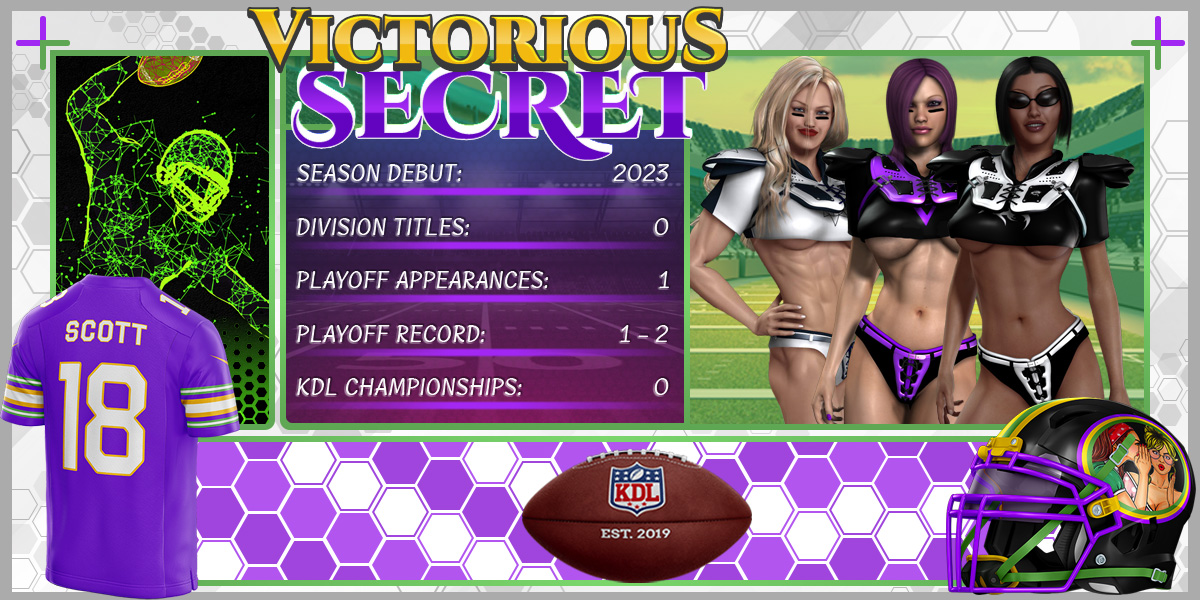 VICTORIOUS
SECRET
SEASON DEBUT: 2023
DIVISION TITLES: 0
PLAYOFF APPEARANCES: 1
PLAYOFF RECORD: 1 – 2
KDL CHAMPIONSHIPS: 0
SCOTT
18
KDL
EST. 2019